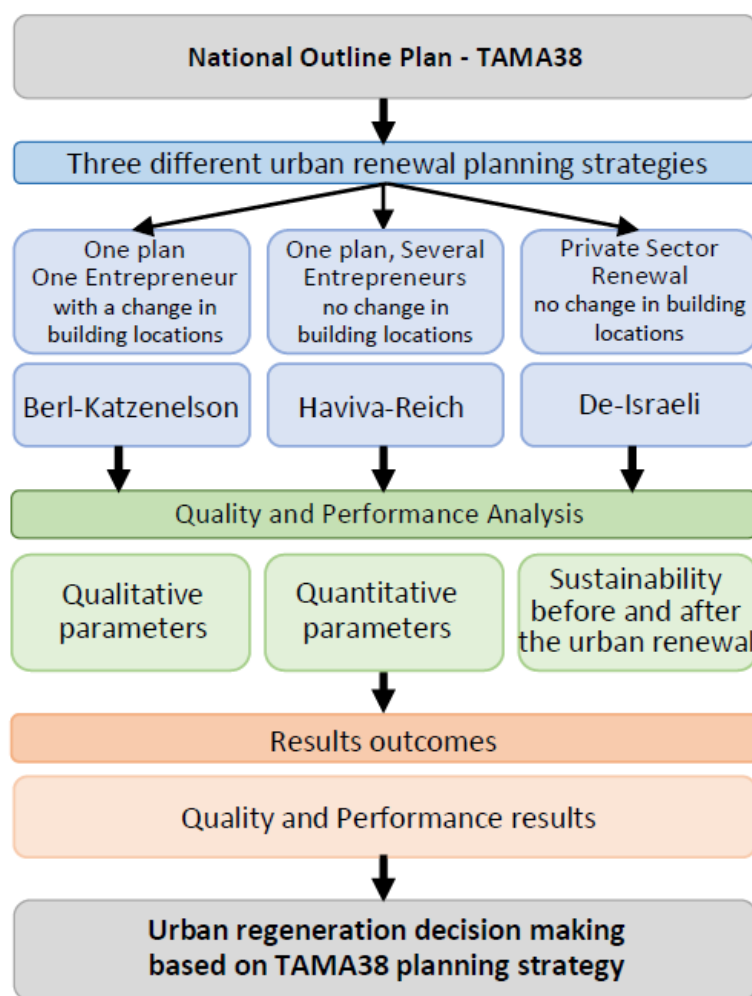 National Outline Plan - TAMA38
Three different urban renewal planning strategies
One plan
One Entrepreneur
with a change in
building locations
One plan, Several
Entrepreneurs
no change in
building locations
Private Sector
Renewal
no change in building
locations
Berl-Katzenelson
Haviva-Reich
De-Israeli
Quality and Performance Analysis
Qualitative
parameters
Quantitative
parameters
Sustainability
before and after
the urban renewal
Results outcomes
Quality and Performance results
Urban regeneration decision making
based on TAMA38 planning strategy